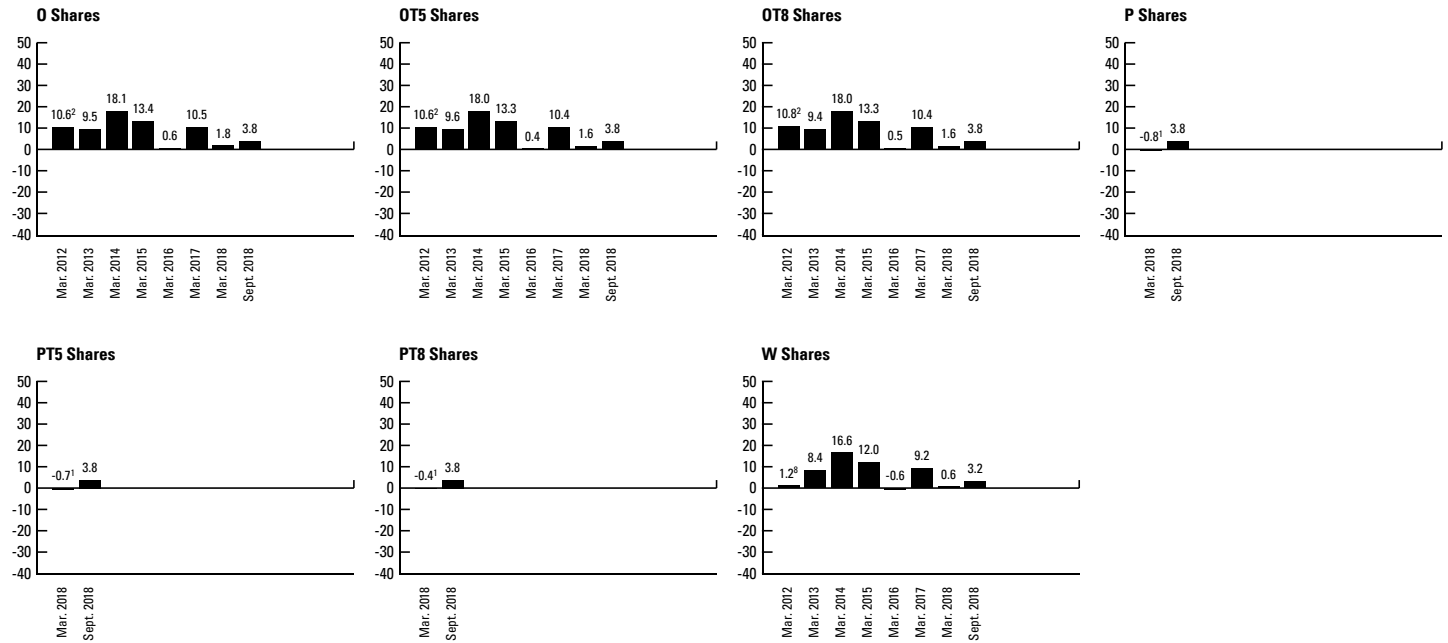 O Shares
50
40
30
20
10
0
-10
-20
-30
-40
10.6²
9.5
18.1
13.4
0.6
10.5
1.8
3.8
Mar. 2012
Mar. 2013
Mar. 2014
Mar. 2015
Mar. 2016
Mar. 2017
Mar. 2018
Sept. 2018
OT5 Shares
50
40
30
20
10
0
-10
-20
-30
-40
10.6²
9.6
18.0
13.3
0.4
10.4
1.6
3.8
Mar. 2012
Mar. 2013
Mar. 2014
Mar. 2015
Mar. 2016
Mar. 2017
Mar. 2018
Sept. 2018
OT8 Shares
50
40
30
20
10
0
-10
-20
-30
-40
10.8²
9.4
18.0
13.3
0.5
10.4
1.6
3.8
Mar. 2012
Mar. 2013
Mar. 2014
Mar. 2015
Mar. 2016
Mar. 2017
Mar. 2018
Sept. 2018
P Shares
50
40
30
20
10
0
-10
-20
-30
-40
-0.8¹
3.8
Mar. 2018
Sept. 2018
PT5 Shares
50
40
30
20
10
0
-10
-20
-30
-40
-0.7¹
3.8
Mar. 2018
Sept. 2018
PT8 Shares
50
40
30
20
10
0
-10
-20
-30
-40
-0.4¹
3.8
Mar. 2018
Sept. 2018
W Shares
50
40
30
20
10
0
-10
-20
-30
-40
1.2⁸
8.4
16.6
12.0
-0.6
9.2
0.6
3.2
Mar. 2012
Mar. 2013
Mar. 2014
Mar. 2015
Mar. 2016
Mar. 2017
Mar. 2018
Sept. 2018